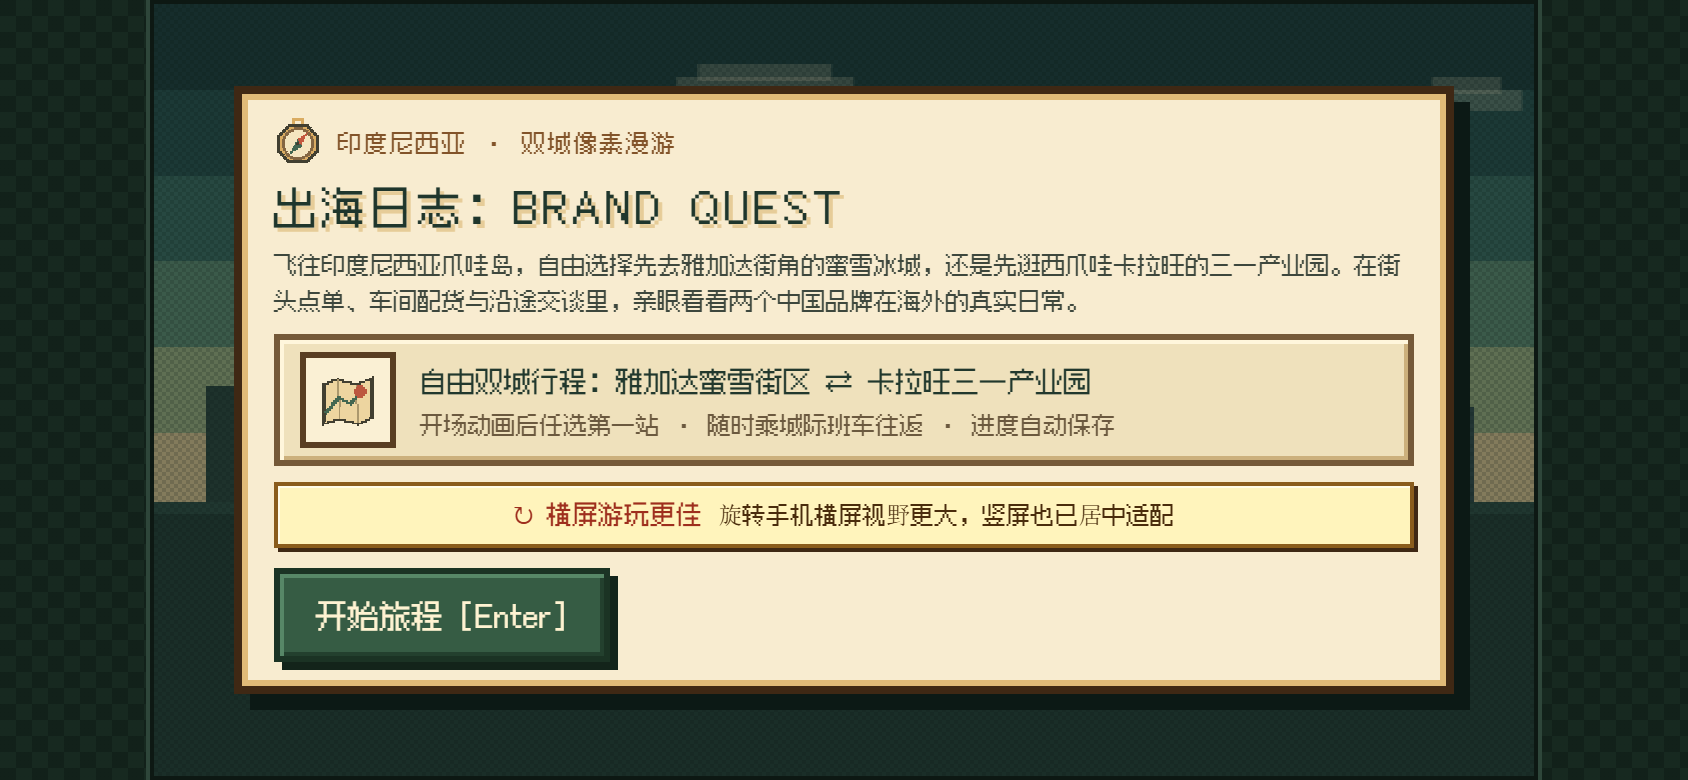 印度尼西亚 · 双城像素漫游
出海日志：BRAND QUEST
飞往印度尼西亚爪哇岛，自由选择先去雅加达街角的蜜雪冰城，还是先逛西爪哇卡拉旺的三一产业园。在街
头点单、车间配货与沿途交谈里，亲眼看看两个中国品牌在海外的真实日常。
自由双城行程：雅加达蜜雪街区 ⇄ 卡拉旺三一产业园
开场动画后任选第一站 · 随时乘城际班车往返 · 进度自动保存
↻ 横屏游玩更佳 旋转手机横屏视野更大，竖屏也已居中适配
开始旅程 [Enter]